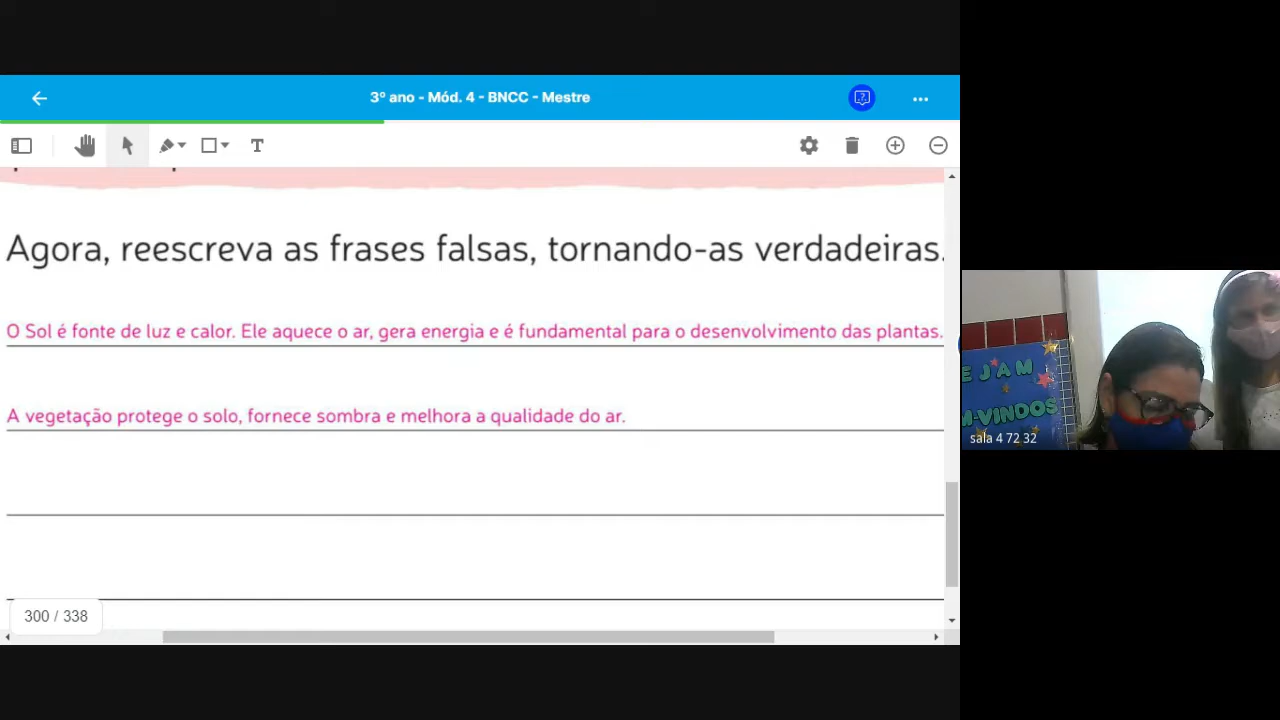 3º ano - Mód. 4 - BNCC - Mestre
T
Agora, reescreva as frases falsas, tornando-as verdadeiras.
O Sol é fonte de luz e calor. Ele aquece o ar, gera energia e é fundamental para o desenvolvimento das plantas.
A vegetação protege o solo, fornece sombra e melhora a qualidade do ar.
300 / 338
EJAM
M-VINDOS
sala 4 72 32